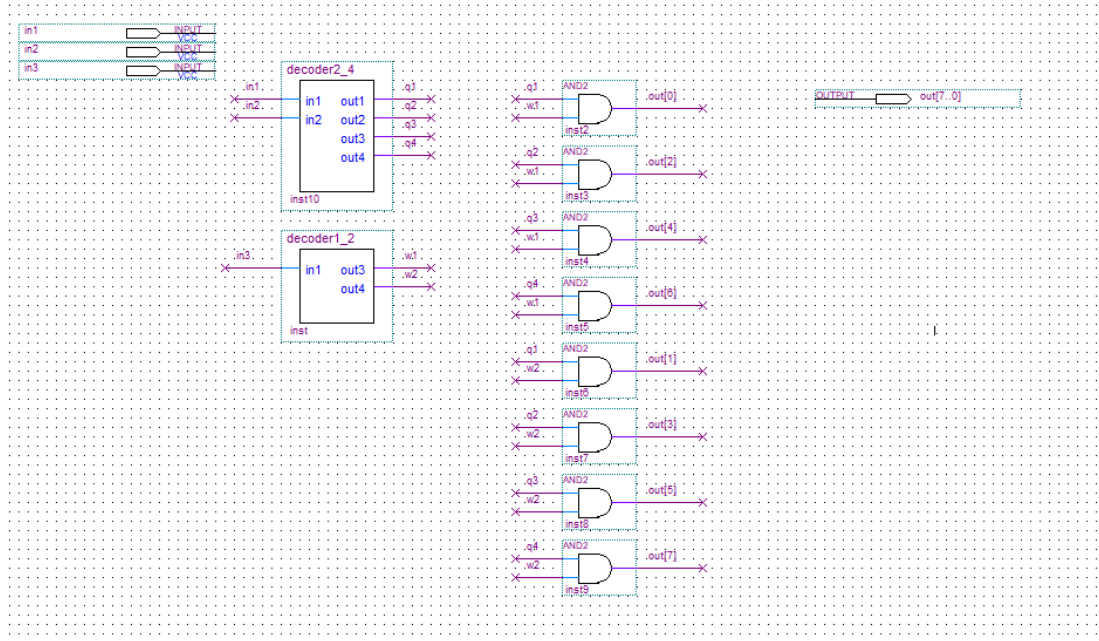 in1 INPUT
VCC
in2 INPUT
VCC
in3 INPUT
VCC
decoder2_4
in1
in2
in1 out1
in2 out2
out3
out4
q1
q2
q3
q4
inst10
decoder1_2
in3
in1 out3
out4
w1
w2
inst
q1
w1
AND2
inst2
out[0]
q2
w1
AND2
inst3
out[2]
q3
w1
AND2
inst4
out[4]
q4
w1
AND2
inst5
out[6]
q1
w2
AND2
inst6
out[1]
q2
w2
AND2
inst7
out[3]
q3
w2
AND2
inst8
out[5]
q4
w2
AND2
inst9
out[7]
OUTPUT out[7..0]